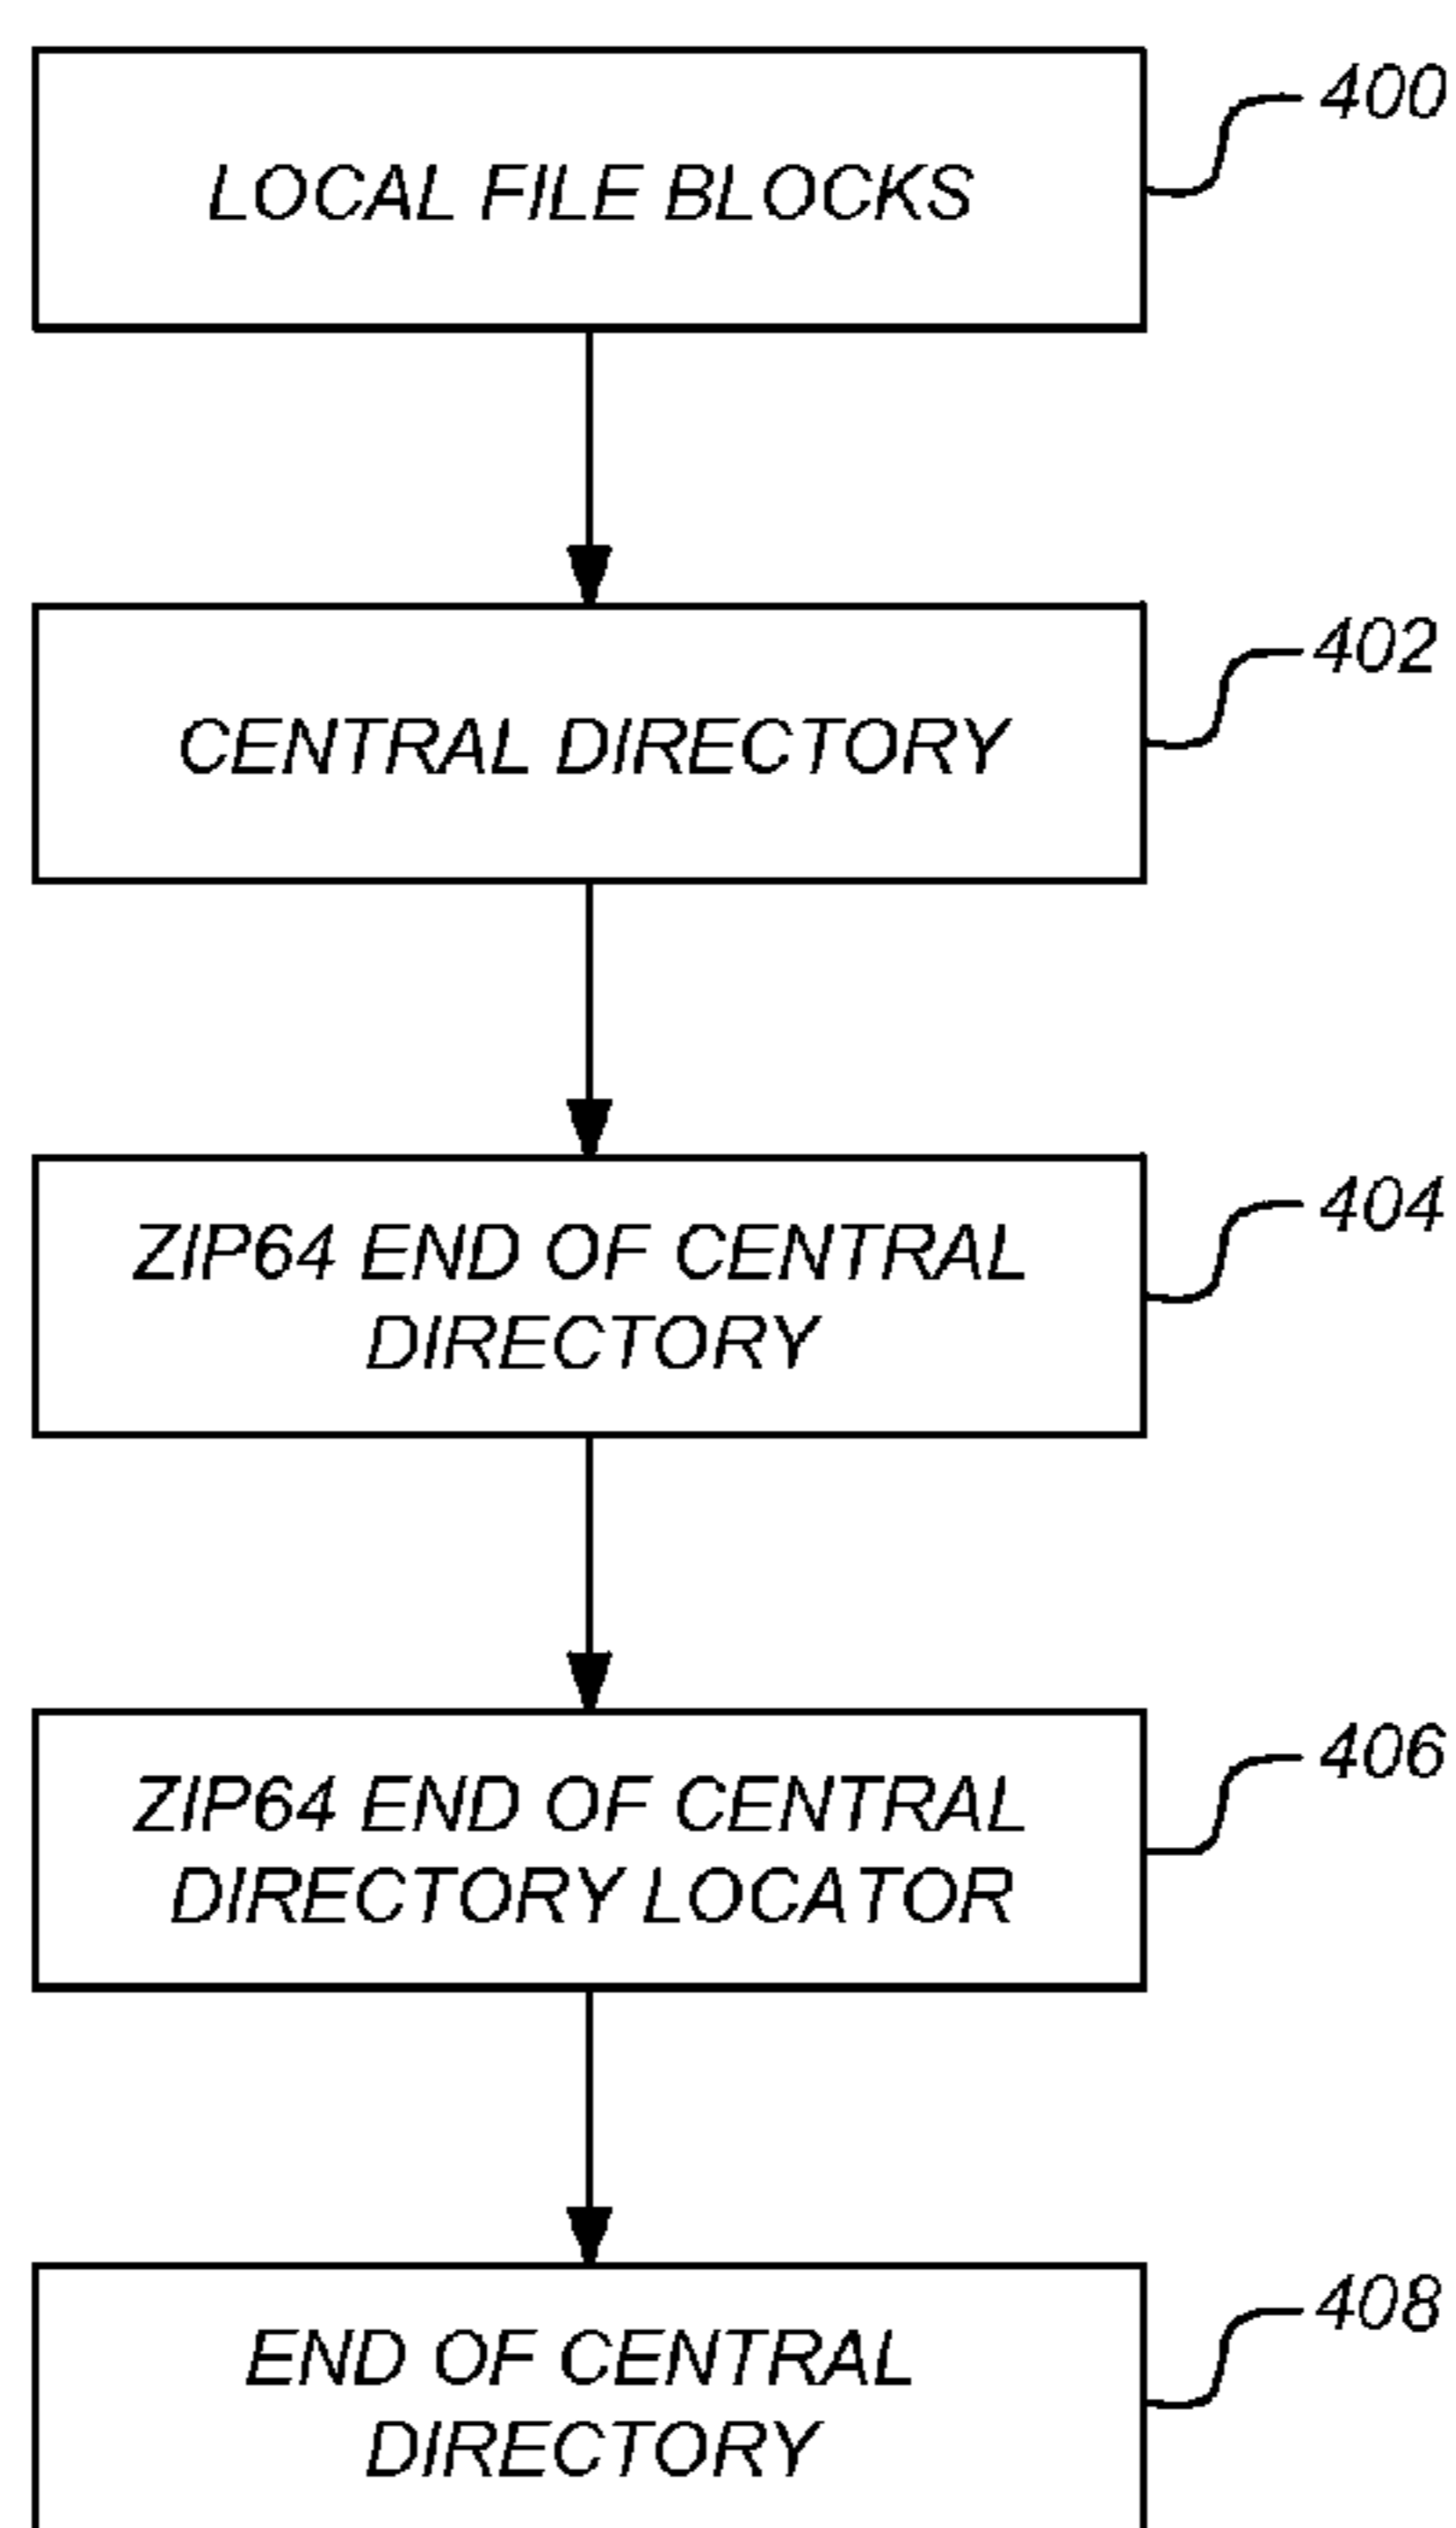 400
LOCAL FILE BLOCKS
402
CENTRAL DIRECTORY
404
ZIP64 END OF CENTRAL
DIRECTORY
406
ZIP64 END OF CENTRAL
DIRECTORY LOCATOR
408
END OF CENTRAL
DIRECTORY